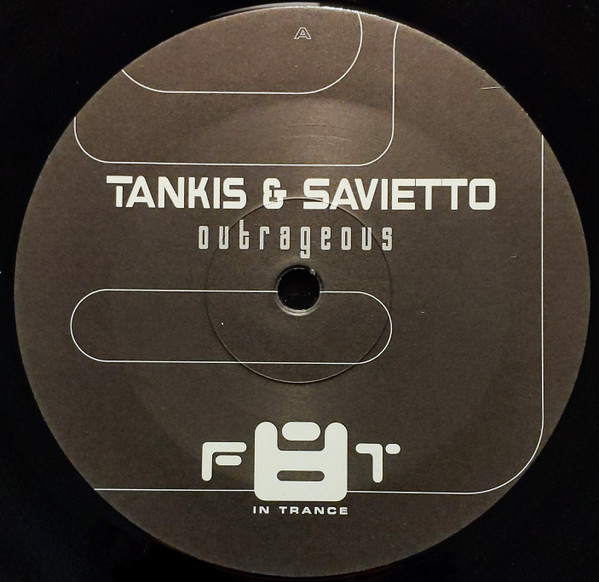 A
TANKIS & SAVIETTO
outrageous
F8T
IN TRANCE